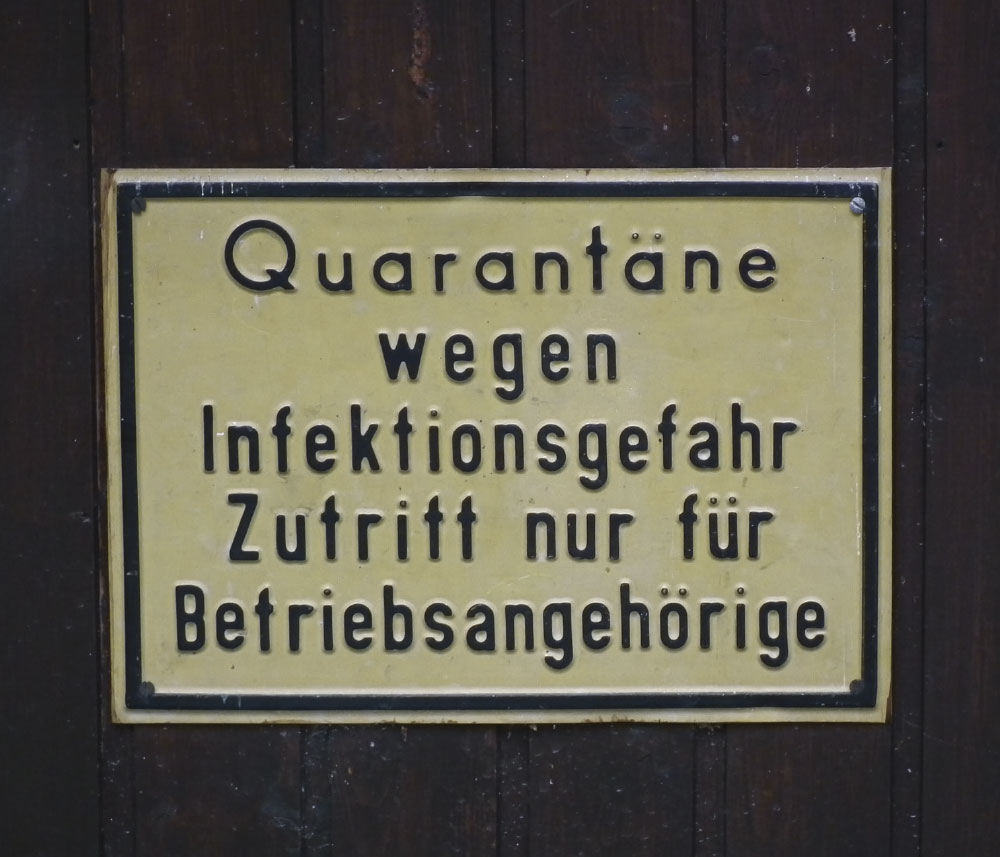 Quarantäne
wegen
Infektionsgefahr
Zutritt nur für
Betriebsangehörige